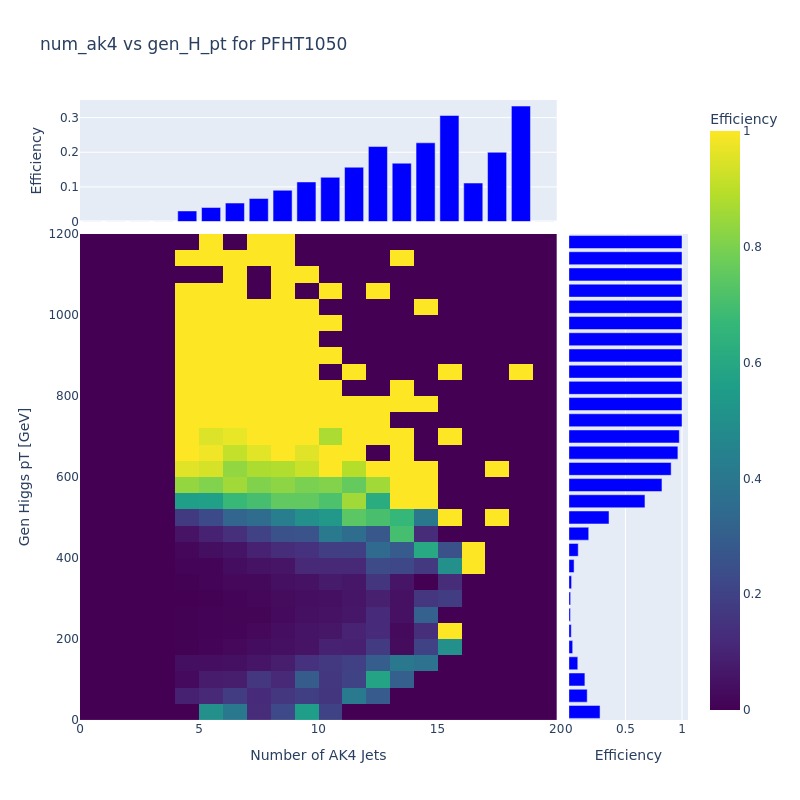 num_ak4 vs gen_H_pt for PFHT1050
Efficiency
0.3
0.2
0.1
0
Efficiency
1
0.8
0.6
0.4
0.2
0
Gen Higgs pT [GeV]
1200
1000
800
600
400
200
0
0 5 10 15 20
Number of AK4 Jets
0 0.5 1
Efficiency